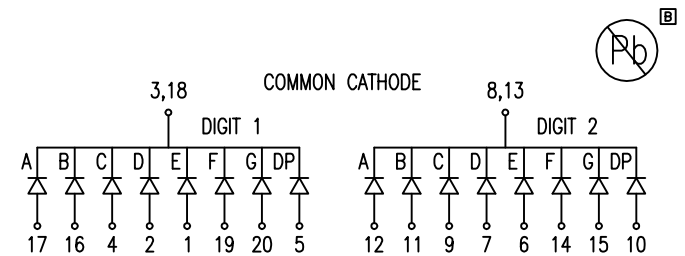 B
Pb
COMMON CATHODE
3,18 8,13
DIGIT 1 DIGIT 2
A B C D E F G DP A B C D E F G DP
17 16 4 2 1 19 20 5 12 11 9 7 6 14 15 10